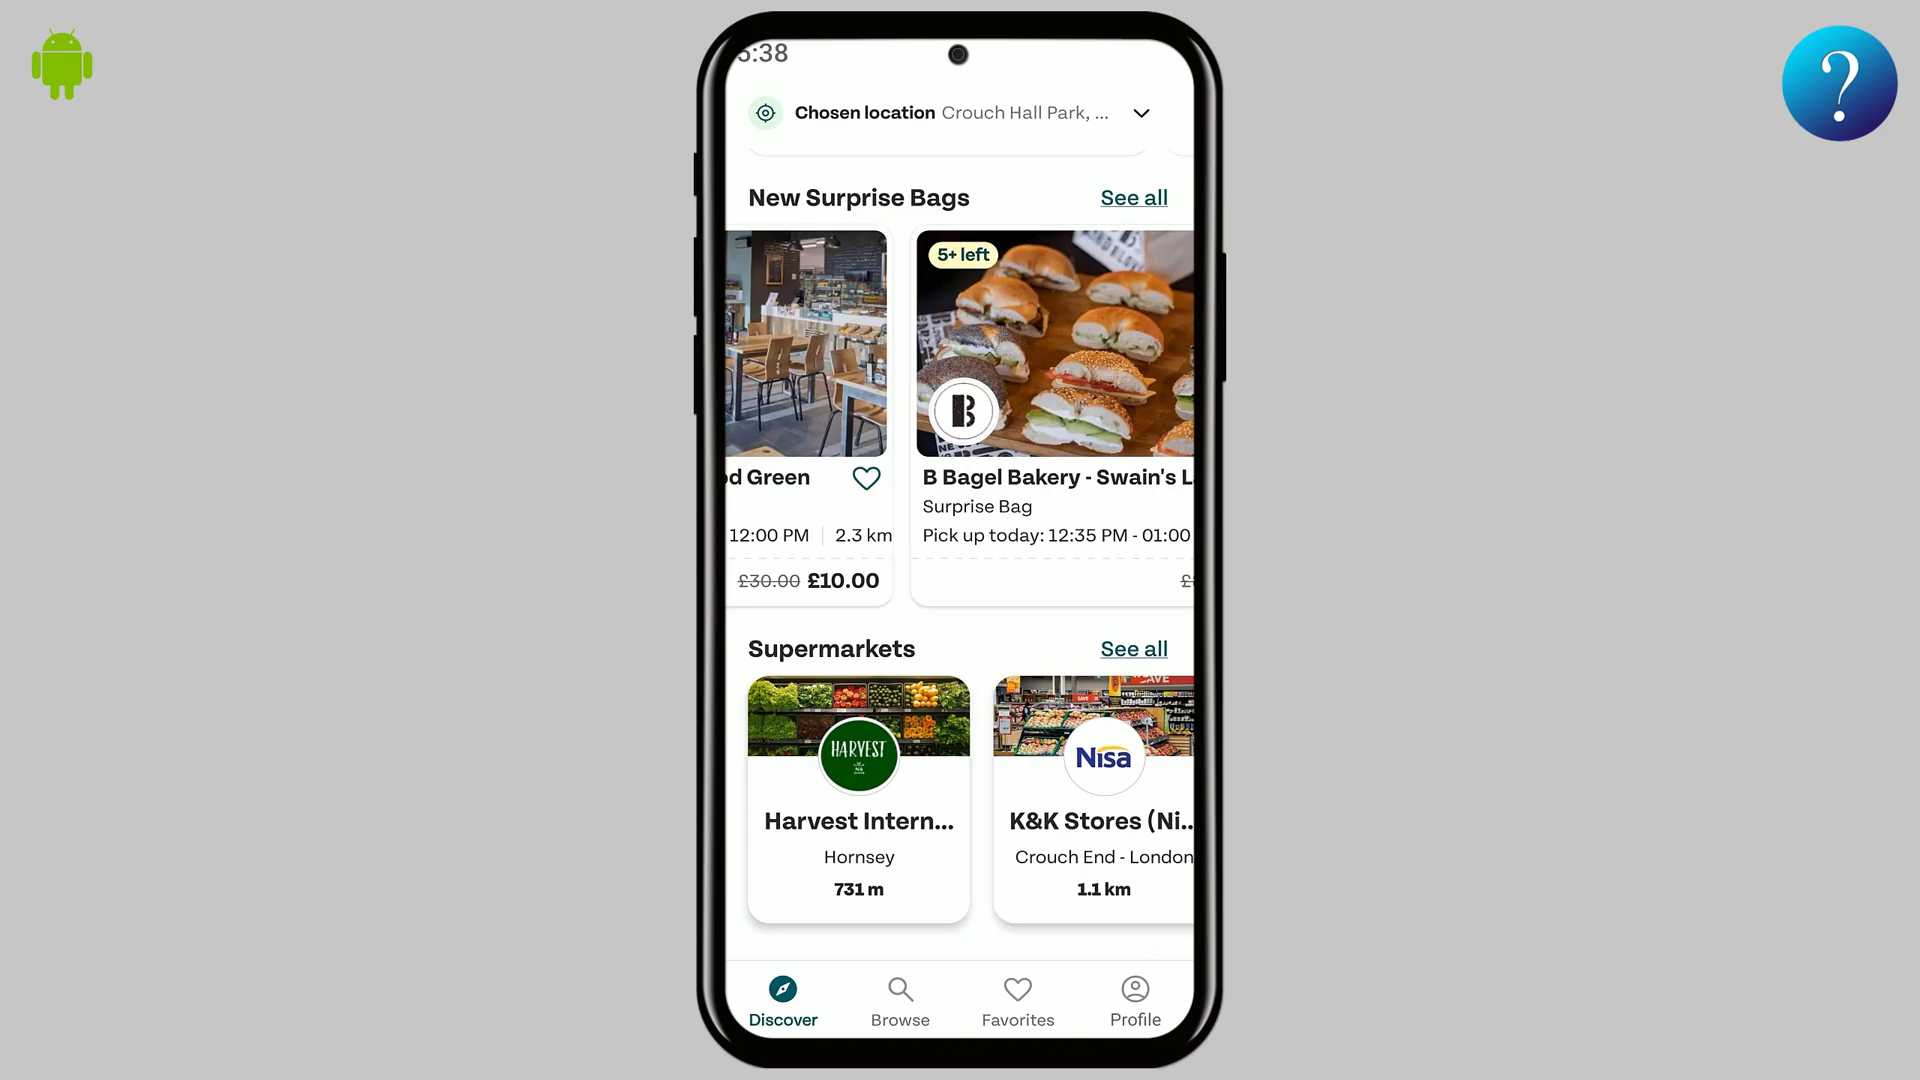 5:38
Chosen location Crouch Hall Park, ...
New Surprise Bags See all
5+ left
B
d Green
B Bagel Bakery - Swain's L
Surprise Bag
12:00 PM 2.3 km
Pick up today: 12:35 PM - 01:00
£30.00 £10.00
Supermarkets See all
SAVE
HARVEST
Nisa
Harvest Intern...
K&K Stores (Ni...
Hornsey
Crouch End - London
731 m
1.1 km
Discover Browse Favorites Profile
?